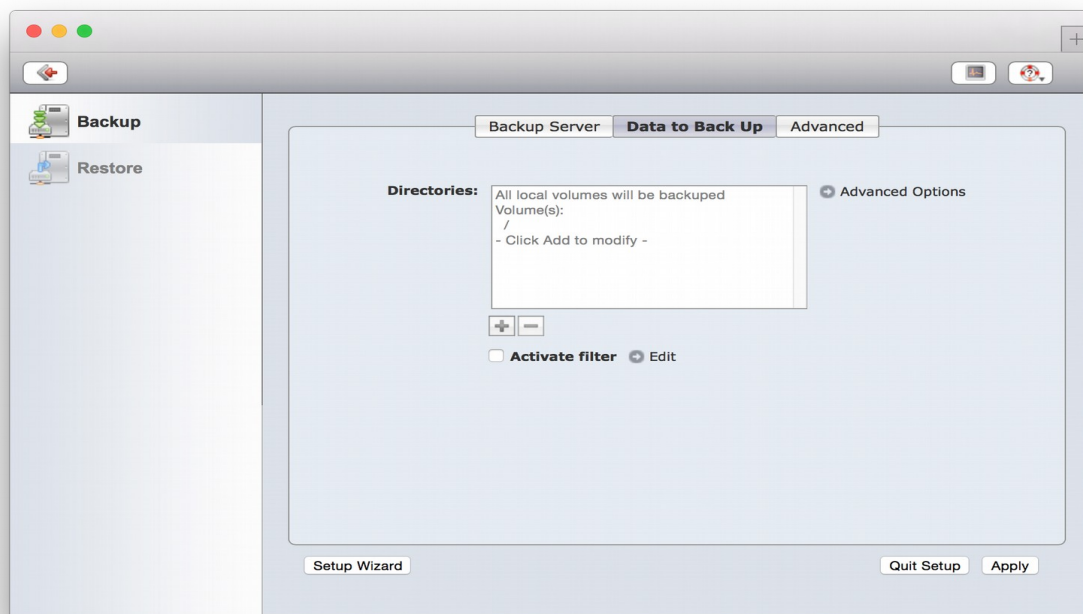 Backup
Restore
Backup Server
Data to Back Up
Advanced
Directories:
All local volumes will be backuped
Volume(s):
/
- Click Add to modify -
Advanced Options
Activate filter
Edit
Setup Wizard
Quit Setup
Apply